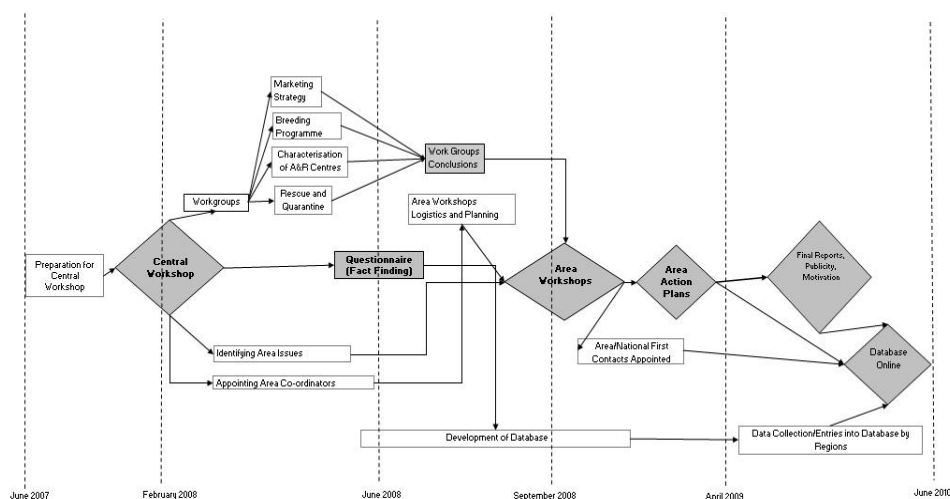 Marketing
Strategy
Breeding
Programme
Characterisation
of A&R Centres
Rescue and
Quarantine
Workgroups
Work Groups
Conclusions
Area Workshops
Logistics and Planning
Preparation for
Central
Workshop
Central
Workshop
Questionnaire
(Fact Finding)
Area
Workshops
Area
Action
Plans
Final Reports,
Publicity,
Motivation
Identifying Area Issues
Appointing Area Co-ordinators
Area/National First
Contacts Appointed
Database
Online
Development of Database
Data Collection/Entries into Database by
Regions
June 2007
February 2008
June 2008
September 2008
April 2009
June 2010